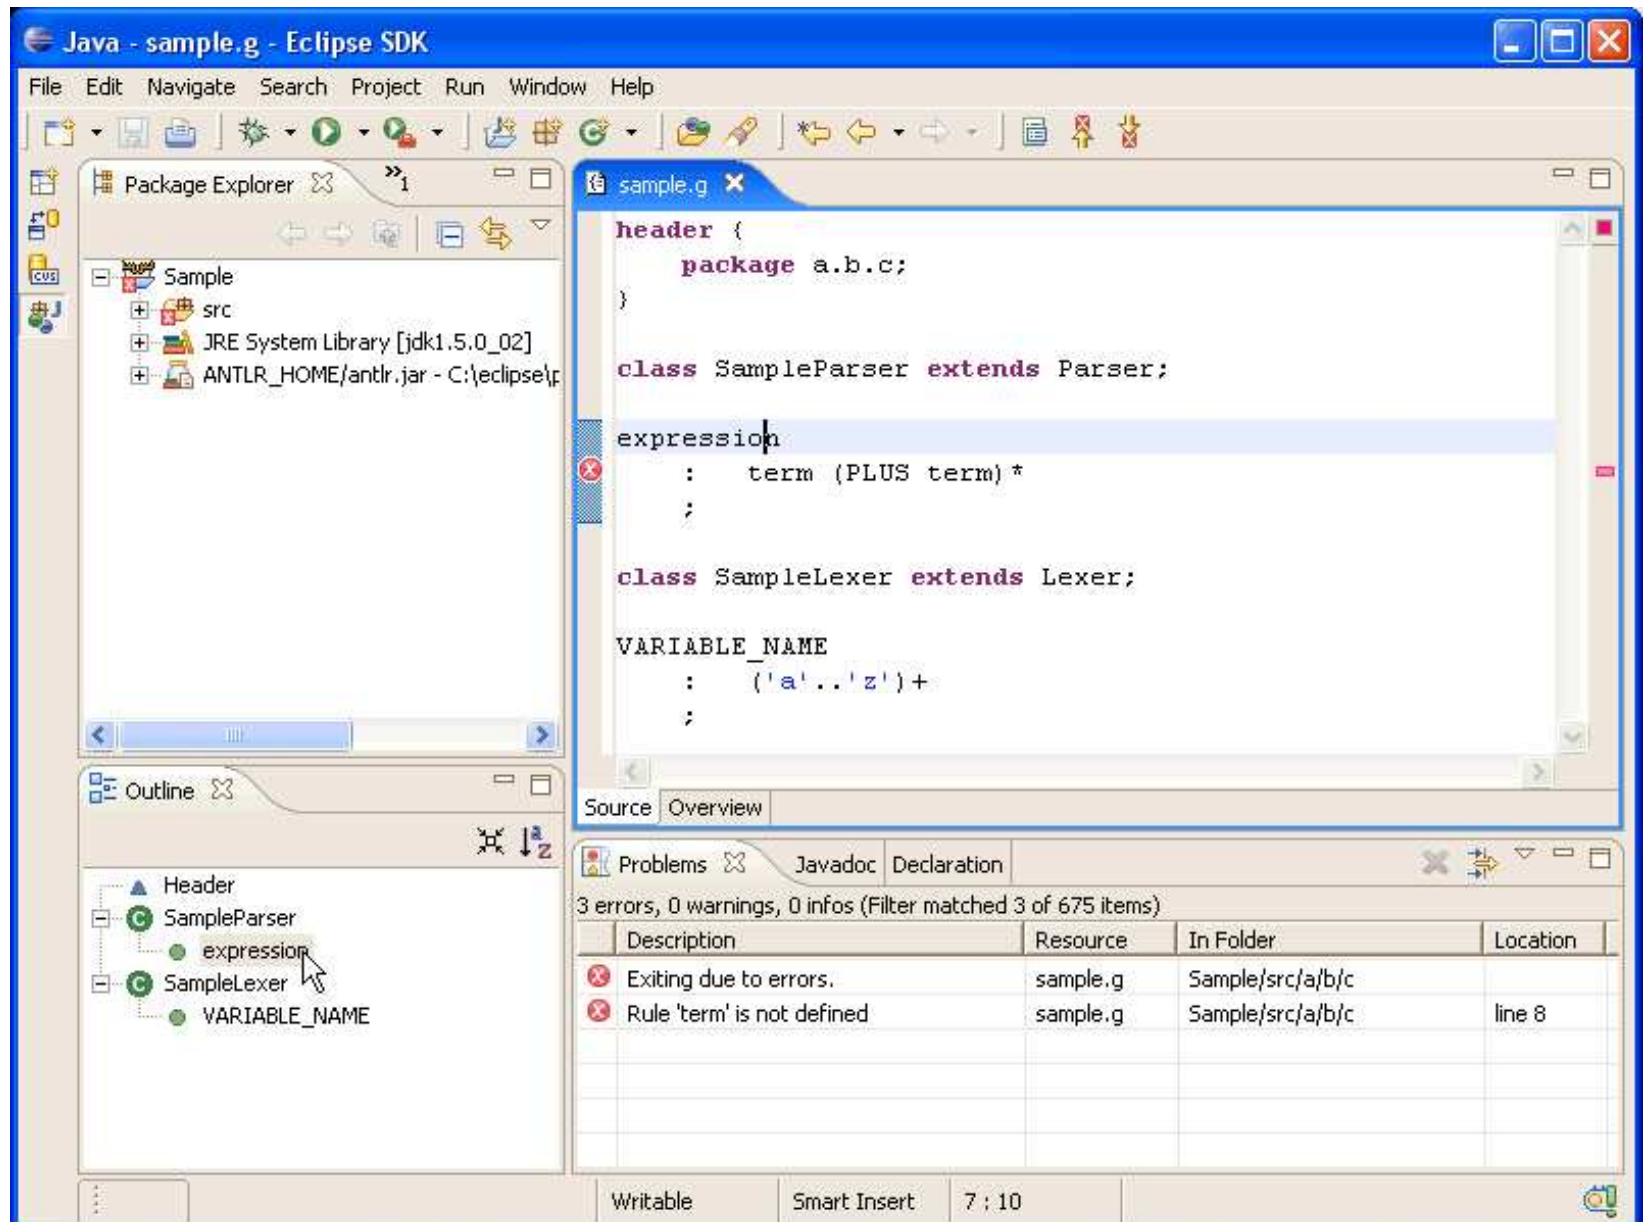 Java - sample.g - Eclipse SDK
File Edit Navigate Search Project Run Window Help
Package Explorer
»1
Sample
src
JRE System Library [jdk1.5.0_02]
ANTLR_HOME/antlr.jar - C:\eclipse\p
Outline
Header
SampleParser
expression
SampleLexer
VARIABLE_NAME
sample.g
header {
package a.b.c;
}
class SampleParser extends Parser;
expression
: term (PLUS term)*
;
class SampleLexer extends Lexer;
VARIABLE_NAME
: ('a'..'z')+
;
Source Overview
Problems Javadoc Declaration
3 errors, 0 warnings, 0 infos (Filter matched 3 of 675 items)
Description Resource In Folder Location
Exiting due to errors. sample.g Sample/src/a/b/c
Rule 'term' is not defined sample.g Sample/src/a/b/c line 8
Writable Smart Insert 7 : 10